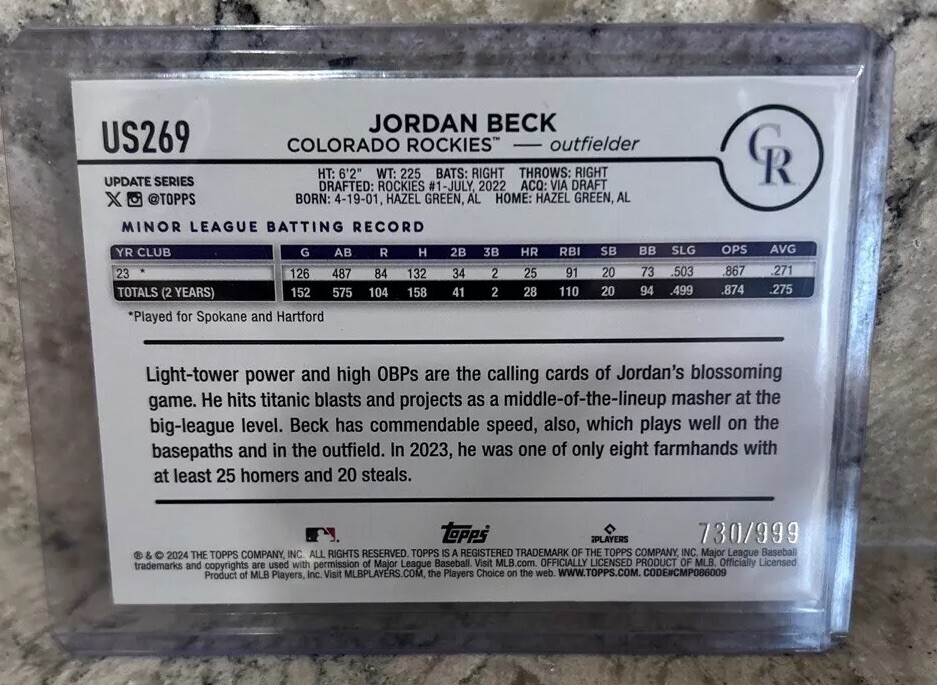 US269
JORDAN BECK
COLORADO ROCKIES™ — outfielder
CR
UPDATE SERIES
X @TOPPS
HT: 6'2" WT: 225 BATS: RIGHT THROWS: RIGHT
DRAFTED: ROCKIES #1-JULY, 2022 ACQ: VIA DRAFT
BORN: 4-19-01, HAZEL GREEN, AL HOME: HAZEL GREEN, AL
MINOR LEAGUE BATTING RECORD
YR CLUB G AB R H 2B 3B HR RBI SB BB SLG OPS AVG
23 * 126 487 84 132 34 2 25 91 20 73 .503 .867 .271
TOTALS (2 YEARS) 152 575 104 158 41 2 28 110 20 94 .499 .874 .275
*Played for Spokane and Hartford
Light-tower power and high OBPs are the calling cards of Jordan's blossoming
game. He hits titanic blasts and projects as a middle-of-the-lineup masher at the
big-league level. Beck has commendable speed, also, which plays well on the
basepaths and in the outfield. In 2023, he was one of only eight farmhands with
at least 25 homers and 20 steals.
Topps PLAYERS 730/999
® & © 2024 THE TOPPS COMPANY, INC. ALL RIGHTS RESERVED. TOPPS IS A REGISTERED TRADEMARK OF THE TOPPS COMPANY, INC. Major League Baseball
trademarks and copyrights are used with permission of Major League Baseball. Visit MLB.com. OFFICIALLY LICENSED PRODUCT OF MLB. Officially Licensed
Product of MLB Players, Inc. Visit MLBPLAYERS.COM, the Players Choice on the web. WWW.TOPPS.COM. CODE#CMP086009